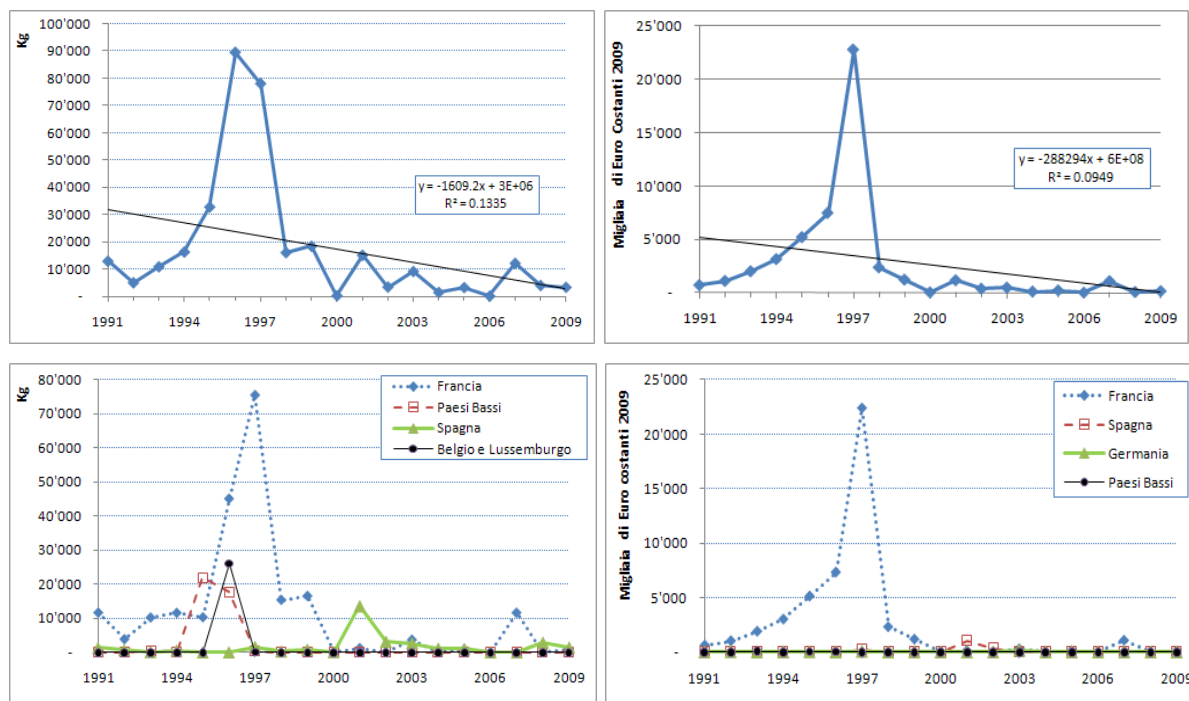 Kg
100'000
90'000
80'000
70'000
60'000
50'000
40'000
30'000
20'000
10'000
-
y = -1609.2x + 3E+06
R² = 0.1335
1991 1994 1997 2000 2003 2006 2009
Migliaia di Euro Costanti 2009
25'000
20'000
15'000
10'000
5'000
-
y = -288294x + 6E+08
R² = 0.0949
1991 1994 1997 2000 2003 2006 2009
Kg
80'000
70'000
60'000
50'000
40'000
30'000
20'000
10'000
-
Francia
Paesi Bassi
Spagna
Belgio e Lussemburgo
1991 1994 1997 2000 2003 2006 2009
Migliaia di Euro costanti 2009
25'000
20'000
15'000
10'000
5'000
-
Francia
Spagna
Germania
Paesi Bassi
1991 1994 1997 2000 2003 2006 2009